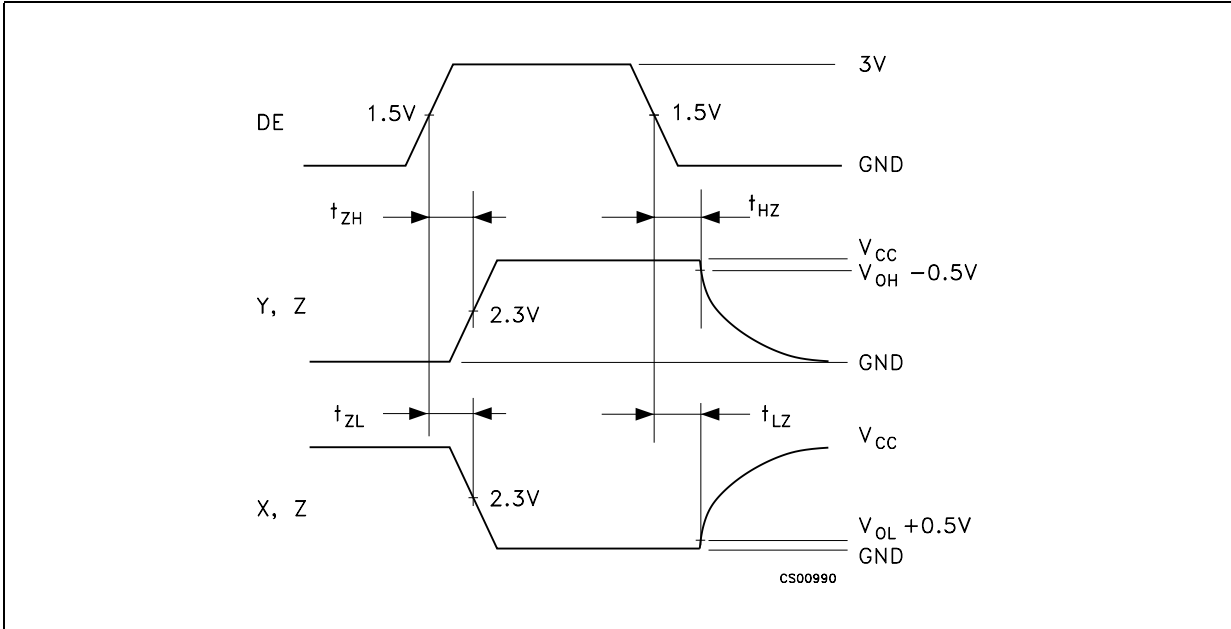 3V
1.5V
1.5V
DE
GND
tZH
tHZ
VCC
VOH -0.5V
Y, Z
2.3V
GND
tZL
tLZ
VCC
X, Z
2.3V
VOL +0.5V
GND
CS00990